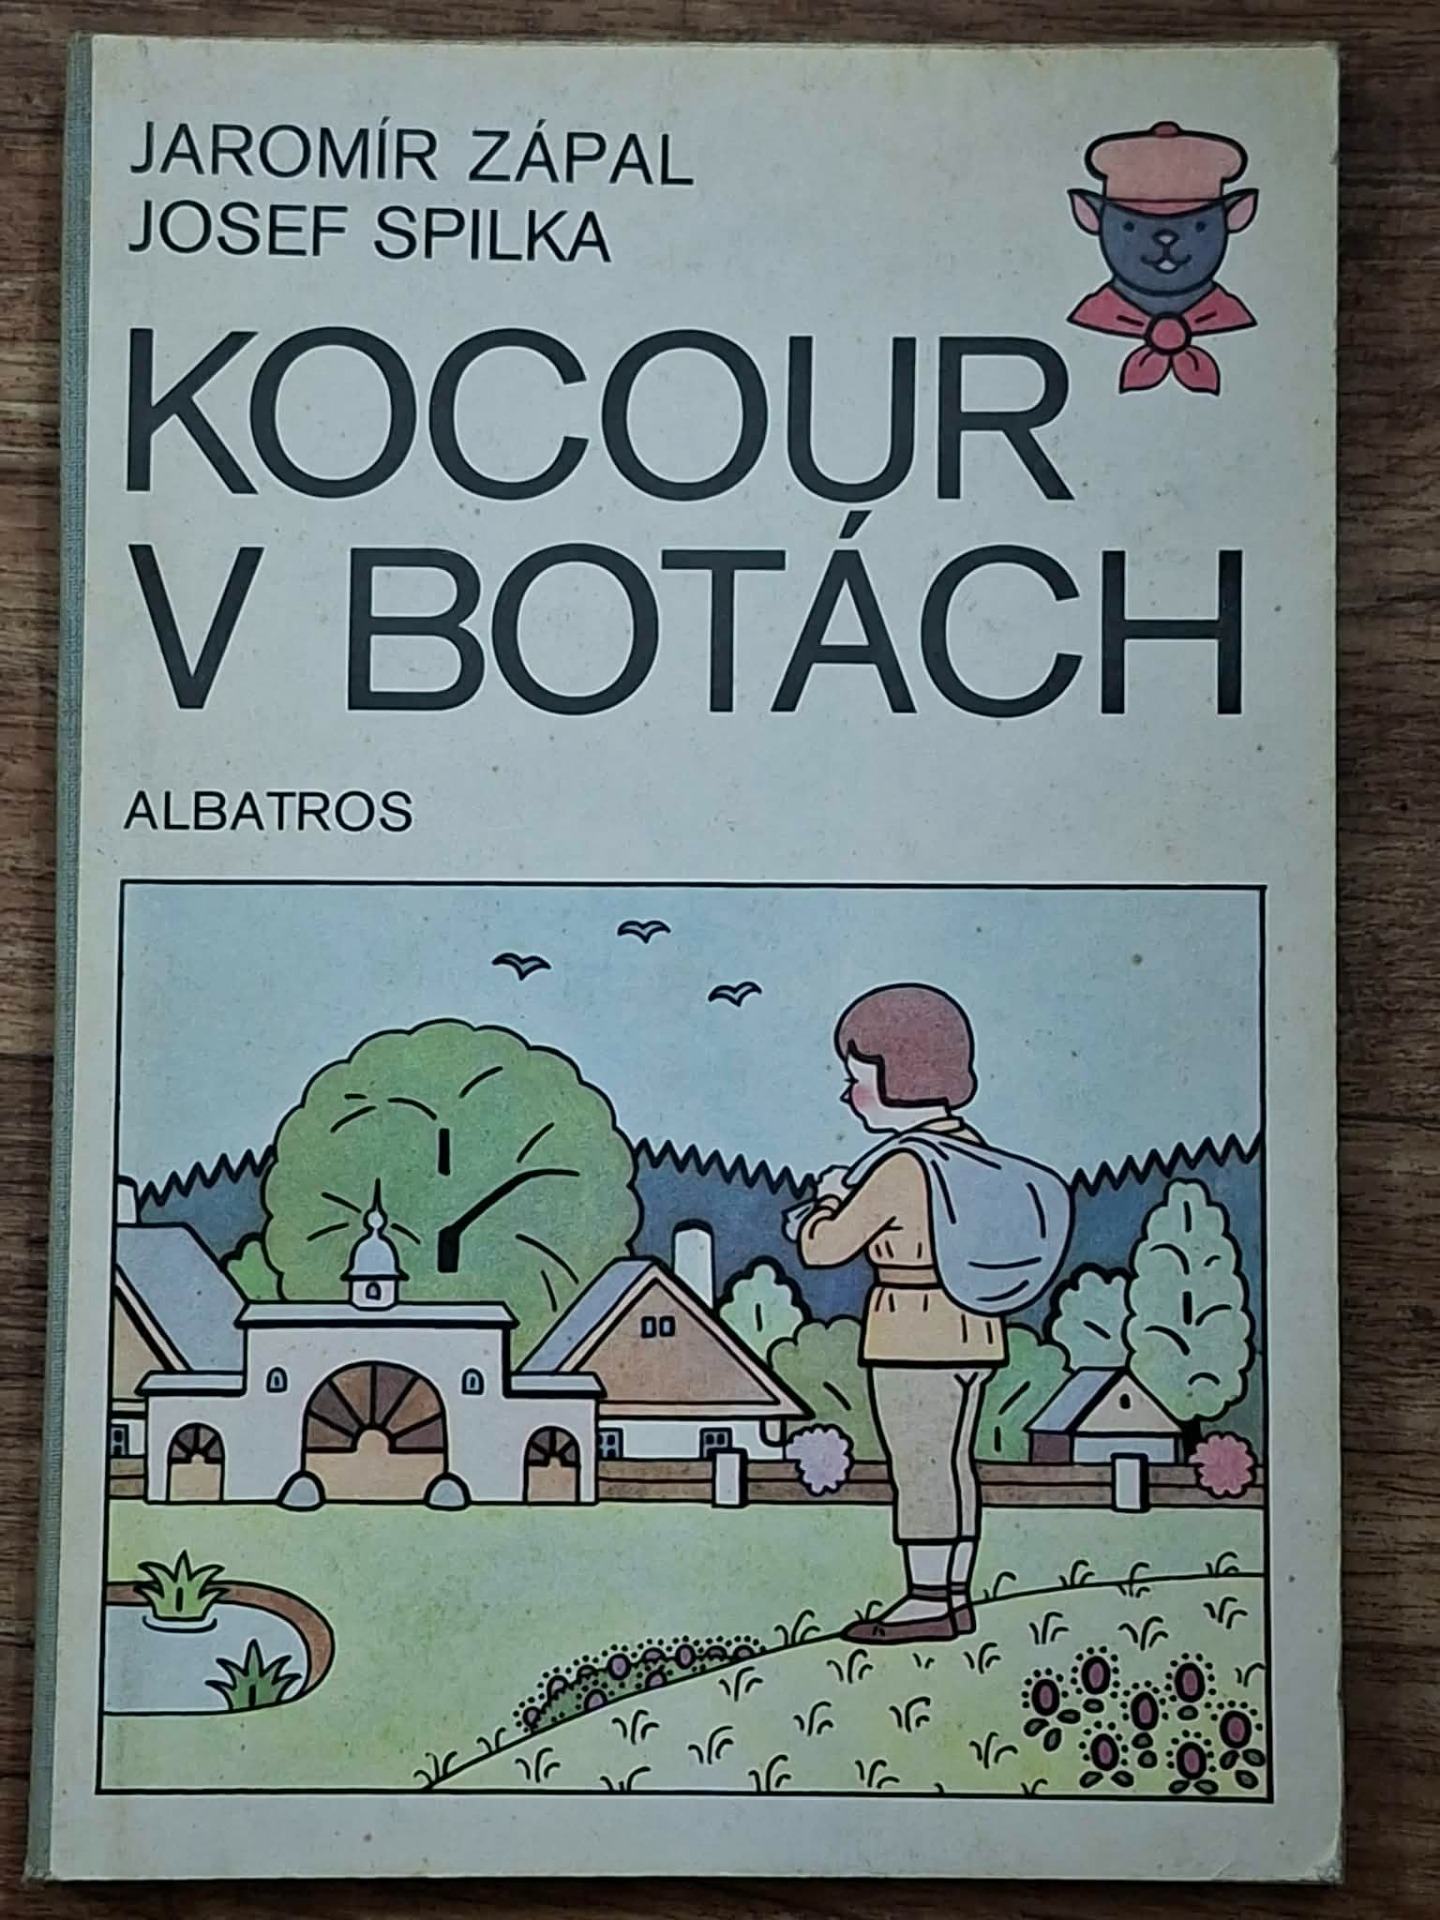 JAROMÍR ZÁPAL
JOSEF SPILKA
KOCOUR
V BOTÁCH
ALBATROS